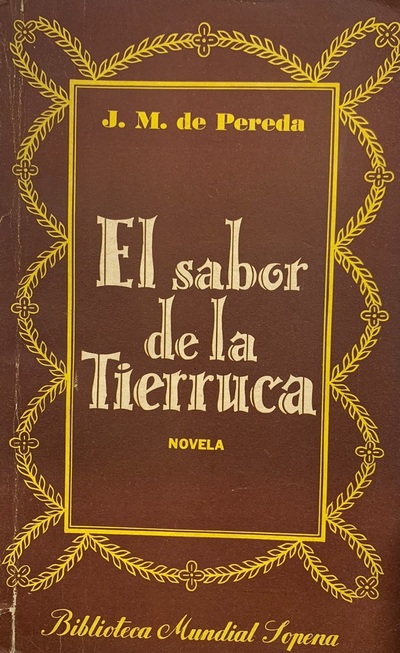 J. M. de Pereda
El sabor
de la
Tierruca
NOVELA
Biblioteca Mundial Sopena